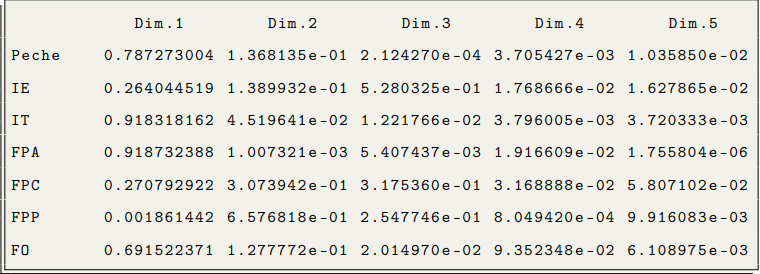 Dim.1 Dim.2 Dim.3 Dim.4 Dim.5
Peche 0.787273004 1.368135e-01 2.124270e-04 3.705427e-03 1.035850e-02
IE 0.264044519 1.389932e-01 5.280325e-01 1.768666e-02 1.627865e-02
IT 0.918318162 4.519641e-02 1.221766e-02 3.796005e-03 3.720333e-03
FPA 0.918732388 1.007321e-03 5.407437e-03 1.916609e-02 1.755804e-06
FPC 0.270792922 3.073942e-01 3.175360e-01 3.168888e-02 5.807102e-02
FPP 0.001861442 6.576818e-01 2.547746e-01 8.049420e-04 9.916083e-03
FO 0.691522371 1.277772e-01 2.014970e-02 9.352348e-02 6.108975e-03